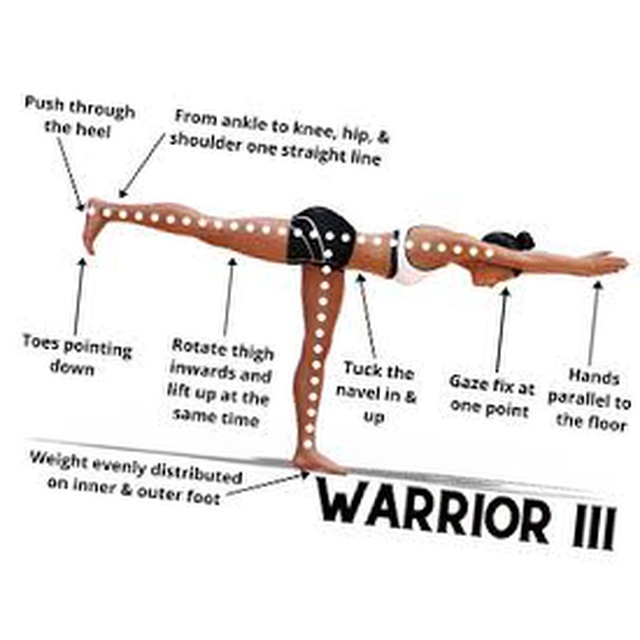 Push through
the heel
From ankle to knee, hip, &
shoulder one straight line
Toes pointing
down
Rotate thigh
inwards and
lift up at the
same time
Tuck the
navel in &
up
Gaze fix at
one point
Hands
parallel to
the floor
Weight evenly distributed
on inner & outer foot
WARRIOR III